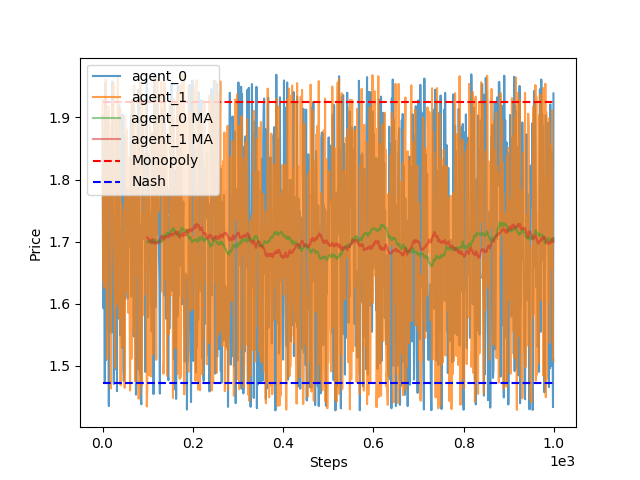 agent_0
agent_1
agent_0 MA
agent_1 MA
Monopoly
Nash
Price
1.9
1.8
1.7
1.6
1.5
0.0 0.2 0.4 0.6 0.8 1.0
Steps
1e3